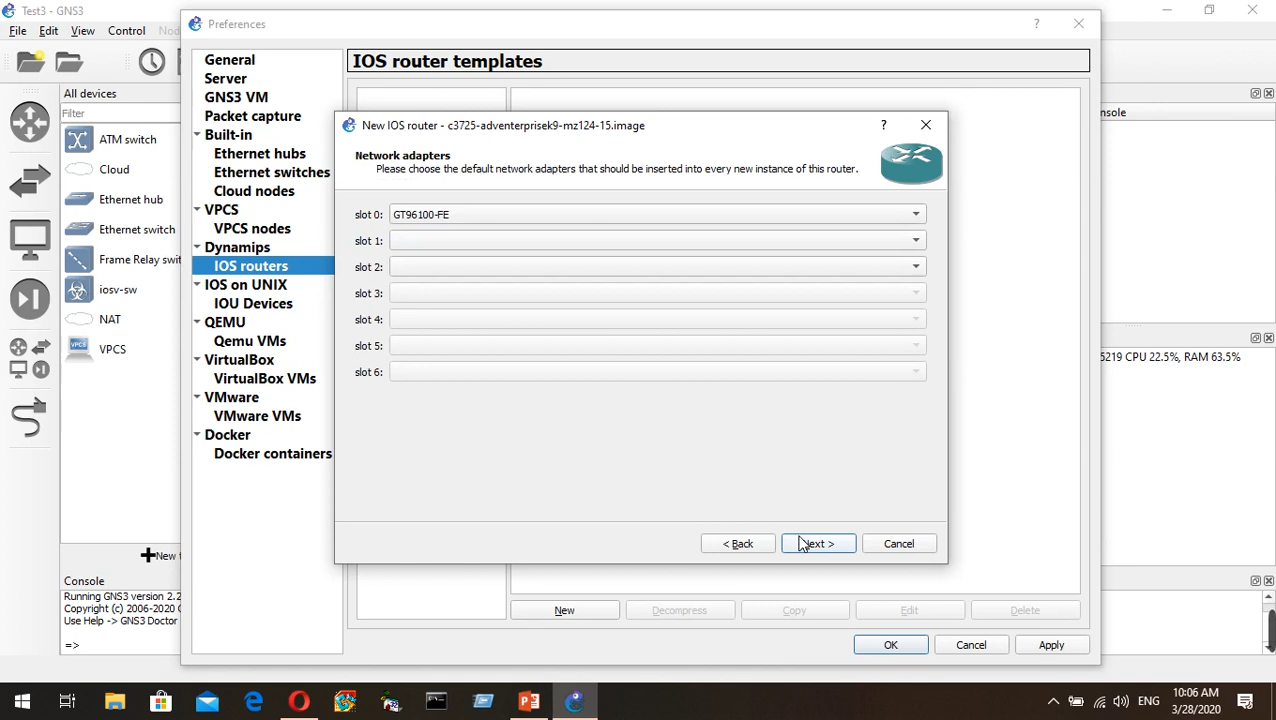 Test3 - GNS3
File Edit View Control
All devices
Filter
ATM switch
Cloud
Ethernet hub
Ethernet switch
Frame Relay swit
iosv-sw
NAT
VPCS
Console
Running GNS3 version 2.2
Copyright (c) 2006-2020
Use Help -> GNS3 Doctor
=>
Preferences
General
Server
GNS3 VM
Packet capture
Built-in
Ethernet hubs
Ethernet switches
Cloud nodes
VPCS
VPCS nodes
Dynamips
IOS routers
IOS on UNIX
IOU Devices
QEMU
Qemu VMs
VirtualBox
VirtualBox VMs
VMware
VMware VMs
Docker
Docker containers
IOS router templates
New IOS router - c3725-adventerprisek9-mz124-15.image
Network adapters
Please choose the default network adapters that should be inserted into every new instance of this router.
slot 0: GT96100-FE
slot 1:
slot 2:
slot 3:
slot 4:
slot 5:
slot 6:
< Back Next > Cancel
New Decompress Copy Edit Delete
OK Cancel Apply
5219 CPU 22.5%, RAM 63.5%
ENG
10:06 AM
3/28/2020